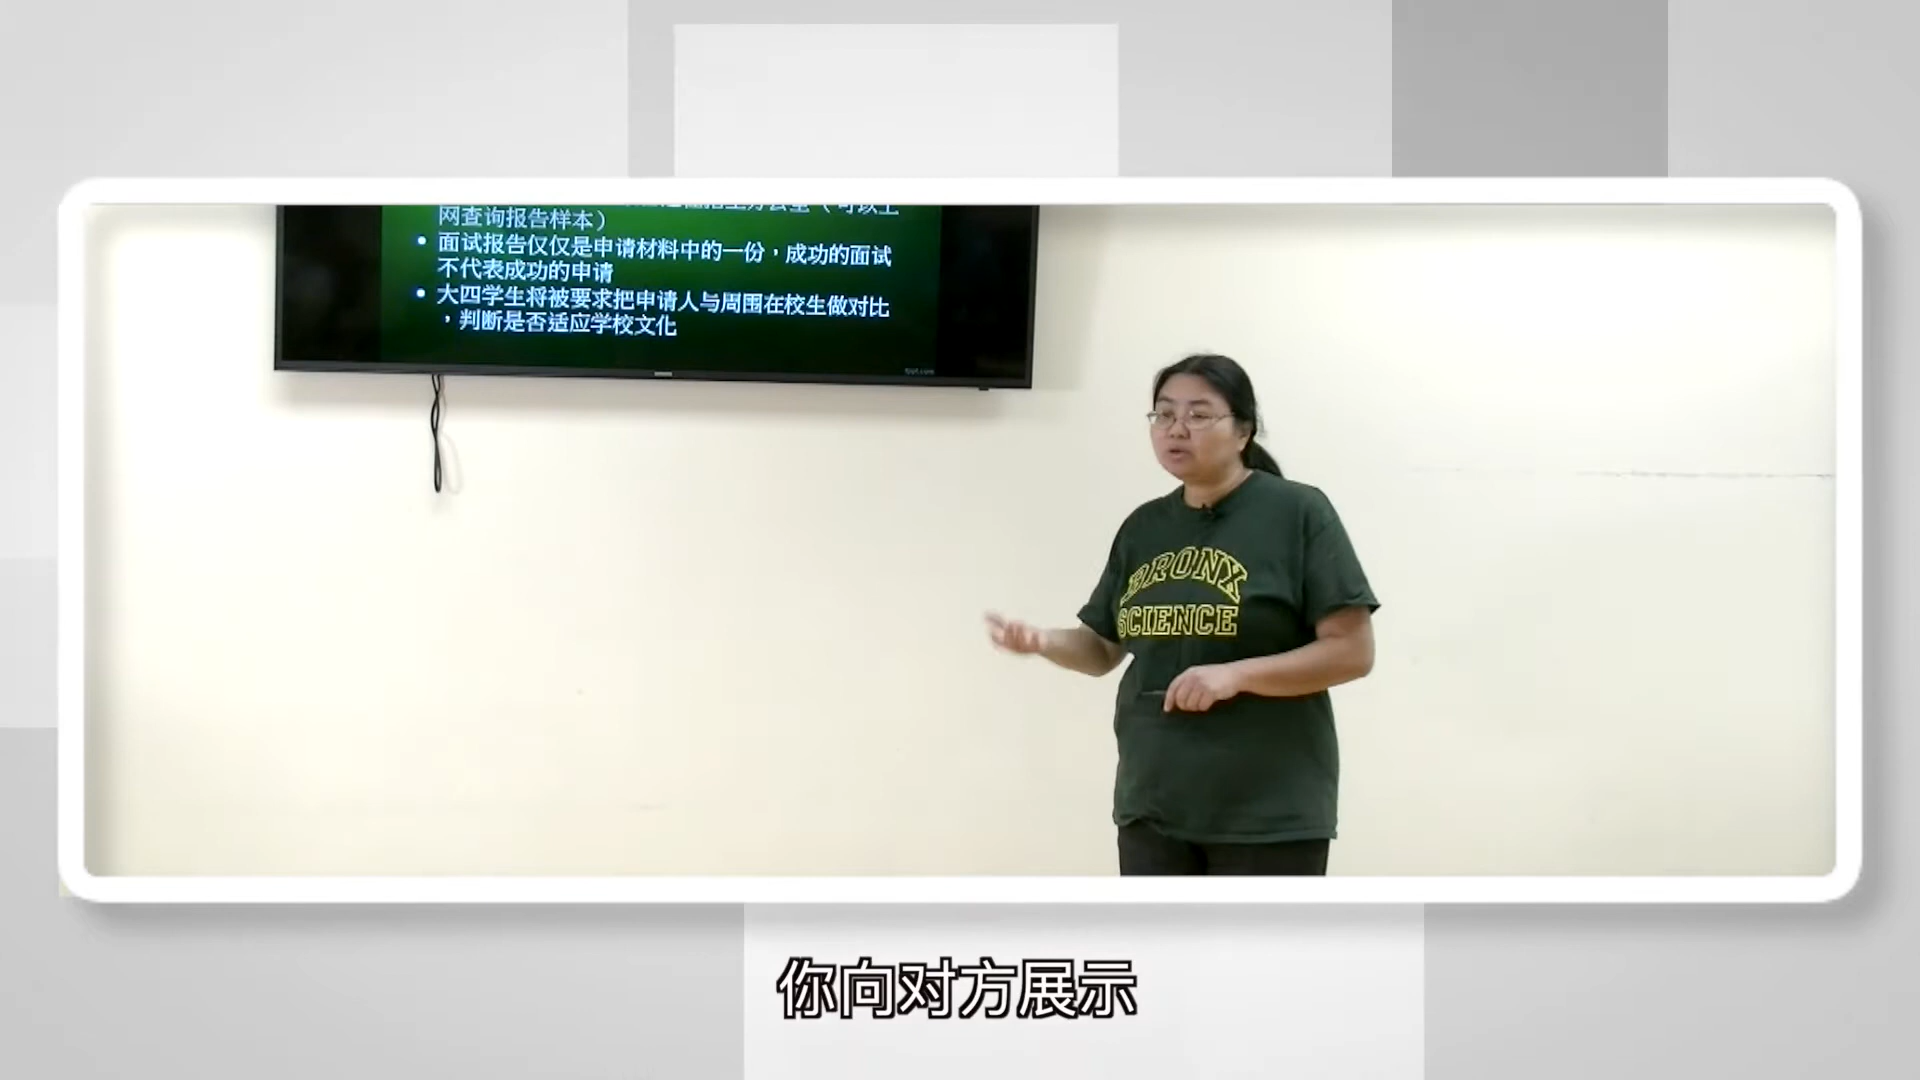 网查询报告样本）
• 面试报告仅仅是申请材料中的一份，成功的面试
不代表成功的申请
• 大四学生将被要求把申请人与周围在校生做对比
，判断是否适应学校文化
fppt.com
BRONX
SCIENCE
你向对方展示